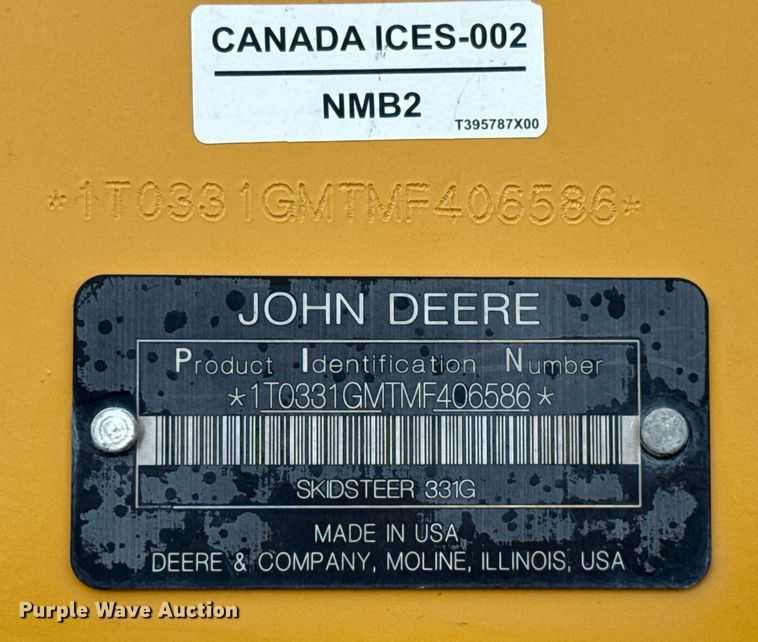 CANADA ICES-002
NMB2
T395787X00
*1T0331GMTMF406586*
JOHN DEERE
Product Identification Number
*1T0331GMTMF406586*
SKIDSTEER 331G
MADE IN USA
DEERE & COMPANY, MOLINE, ILLINOIS, USA
Purple Wave Auction